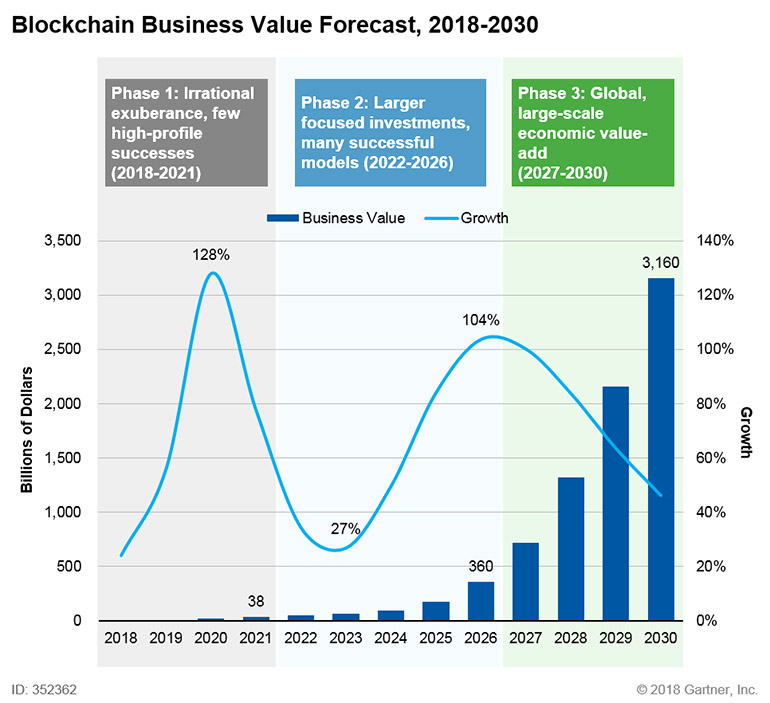 Blockchain Business Value Forecast, 2018-2030
Phase 1: Irrational
exuberance, few
high-profile
successes
(2018-2021)
Phase 2: Larger
focused investments,
many successful
models (2022-2026)
Phase 3: Global,
large-scale
economic value-
add
(2027-2030)
Business Value
Growth
3,500
3,000
2,500
2,000
1,500
1,000
500
0
Billions of Dollars
128%
38
27%
104%
360
3,160
140%
120%
100%
80%
60%
40%
20%
0%
Growth
2018 2019 2020 2021 2022 2023 2024 2025 2026 2027 2028 2029 2030
ID: 352362
© 2018 Gartner, Inc.